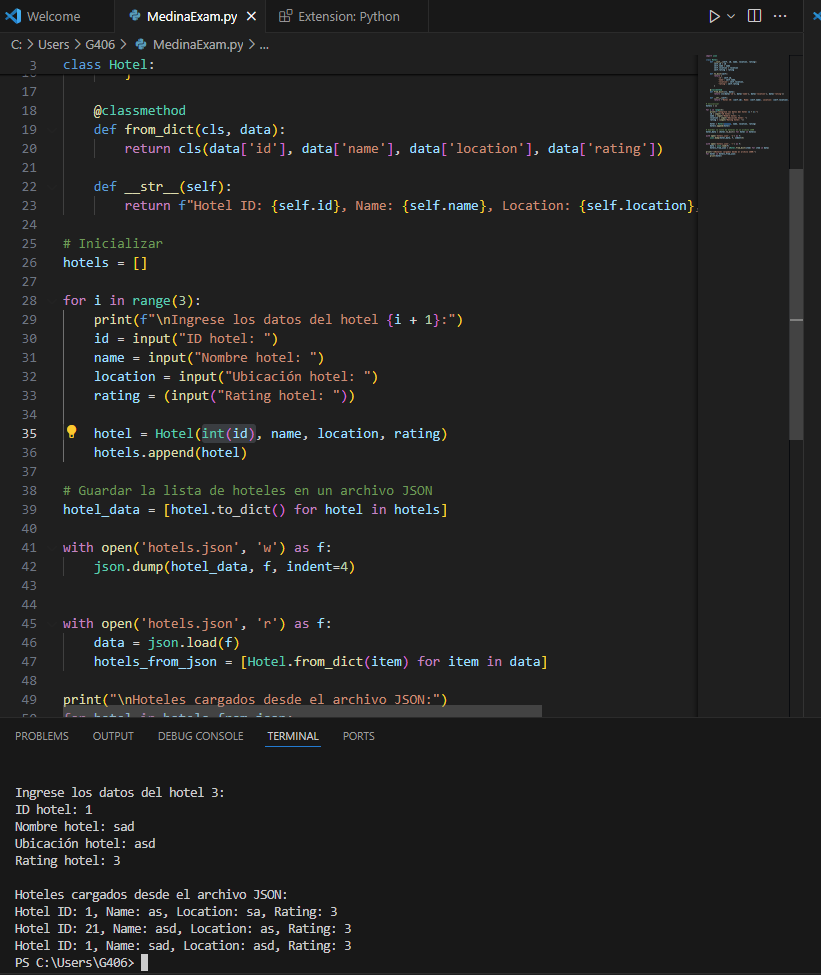 Welcome
MedinaExam.py
Extension: Python
C: > Users > G406 > MedinaExam.py > ...
3 class Hotel:
16 }
17
18 @classmethod
19 def from_dict(cls, data):
20 return cls(data['id'], data['name'], data['location'], data['rating'])
21
22 def __str__(self):
23 return f"Hotel ID: {self.id}, Name: {self.name}, Location: {self.location},
24
25 # Inicializar
26 hotels = []
27
28 for i in range(3):
29 print(f"\nIngrese los datos del hotel {i + 1}:")
30 id = input("ID hotel: ")
31 name = input("Nombre hotel: ")
32 location = input("Ubicación hotel: ")
33 rating = (input("Rating hotel: "))
34
35 hotel = Hotel(int(id), name, location, rating)
36 hotels.append(hotel)
37
38 # Guardar la lista de hoteles en un archivo JSON
39 hotel_data = [hotel.to_dict() for hotel in hotels]
40
41 with open('hotels.json', 'w') as f:
42 json.dump(hotel_data, f, indent=4)
43
44
45 with open('hotels.json', 'r') as f:
46 data = json.load(f)
47 hotels_from_json = [Hotel.from_dict(item) for item in data]
48
49 print("\nHoteles cargados desde el archivo JSON:")
50 for hotel in hotels_from_json:
PROBLEMS OUTPUT DEBUG CONSOLE TERMINAL PORTS
Ingrese los datos del hotel 3:
ID hotel: 1
Nombre hotel: sad
Ubicación hotel: asd
Rating hotel: 3
Hoteles cargados desde el archivo JSON:
Hotel ID: 1, Name: as, Location: sa, Rating: 3
Hotel ID: 21, Name: asd, Location: as, Rating: 3
Hotel ID: 1, Name: sad, Location: asd, Rating: 3
PS C:\Users\G406>